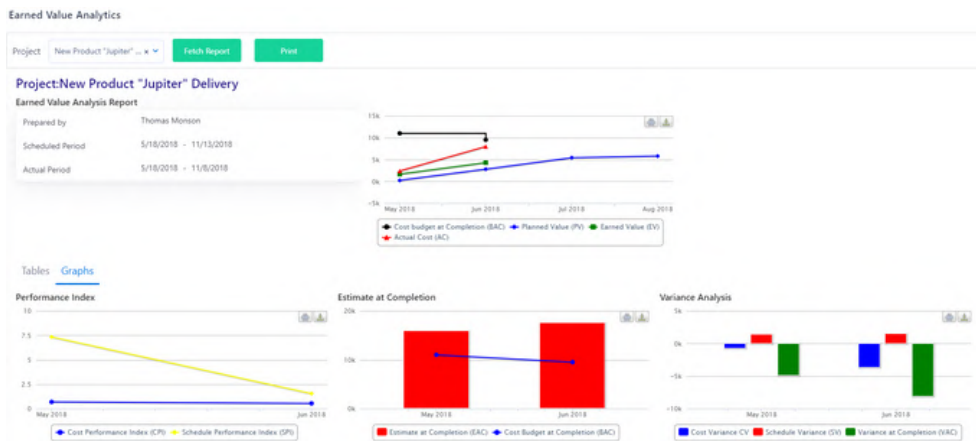 Earned Value Analytics
Project New Product "Jupiter" ... x
Fetch Report
Print
Project:New Product "Jupiter" Delivery
Earned Value Analysis Report
Prepared by Thomas Monson
Scheduled Period 5/18/2018 - 11/13/2018
Actual Period 5/18/2018 - 11/8/2018
15k
10k
5k
0k
-5k
May 2018 Jun 2018 Jul 2018 Aug 2018
Cost budget at Completion (BAC) Planned Value (PV) Earned Value (EV)
Actual Cost (AC)
Tables Graphs
Performance Index
10
7.5
5
2.5
0
May 2018 Jun 2018
Cost Performance Index (CPI) Schedule Performance Index (SPI)
Estimate at Completion
20k
10k
0k
May 2018 Jun 2018
Estimate at Completion (EAC) Cost Budget at Completion (BAC)
Variance Analysis
5k
0k
-5k
-10k
May 2018 Jun 2018
Cost Variance CV Schedule Variance (SV) Variance at Completion (VAC)